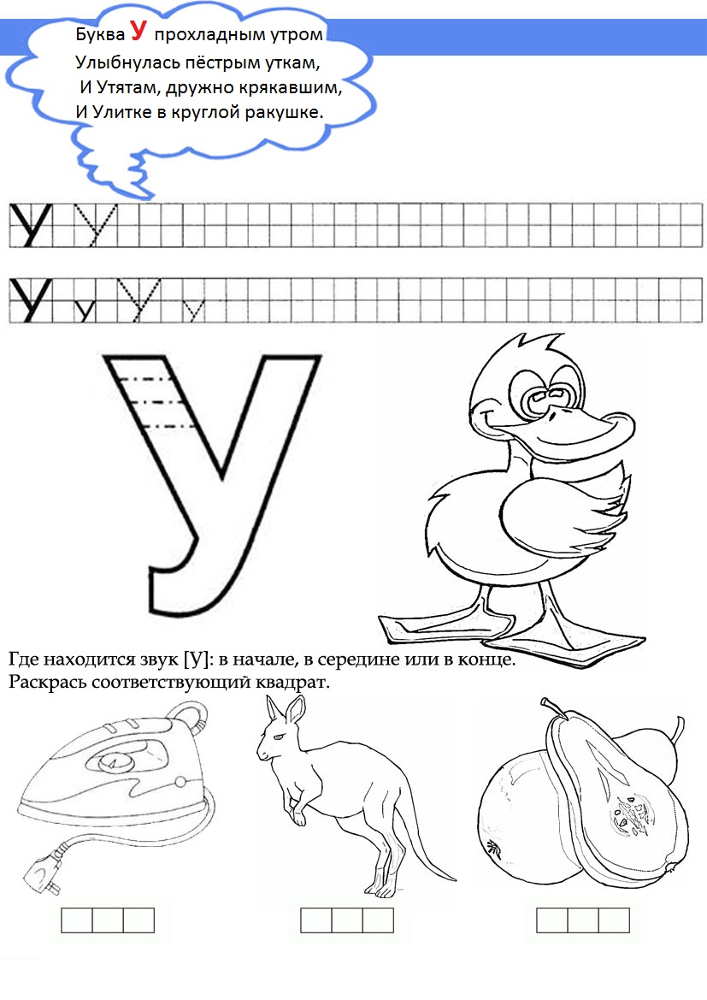 Буква У прохладным утром
Улыбнулась пёстрым уткам,
И Утятам, дружно крякавшим,
И Улитке в круглой ракушке.
У У
У у У у
У
Где находится звук [У]: в начале, в середине или в конце.
Раскрась соответствующий квадрат.